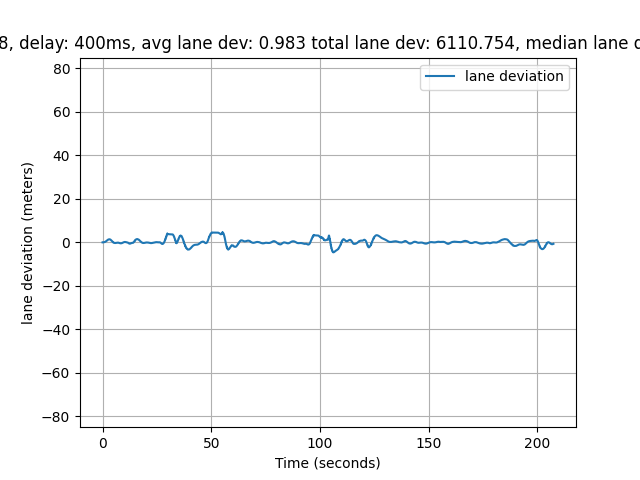 8, delay: 400ms, avg lane dev: 0.983 total lane dev: 6110.754, median lane
lane deviation
80
60
40
20
0
−20
−40
−60
−80
lane deviation (meters)
0 50 100 150 200
Time (seconds)